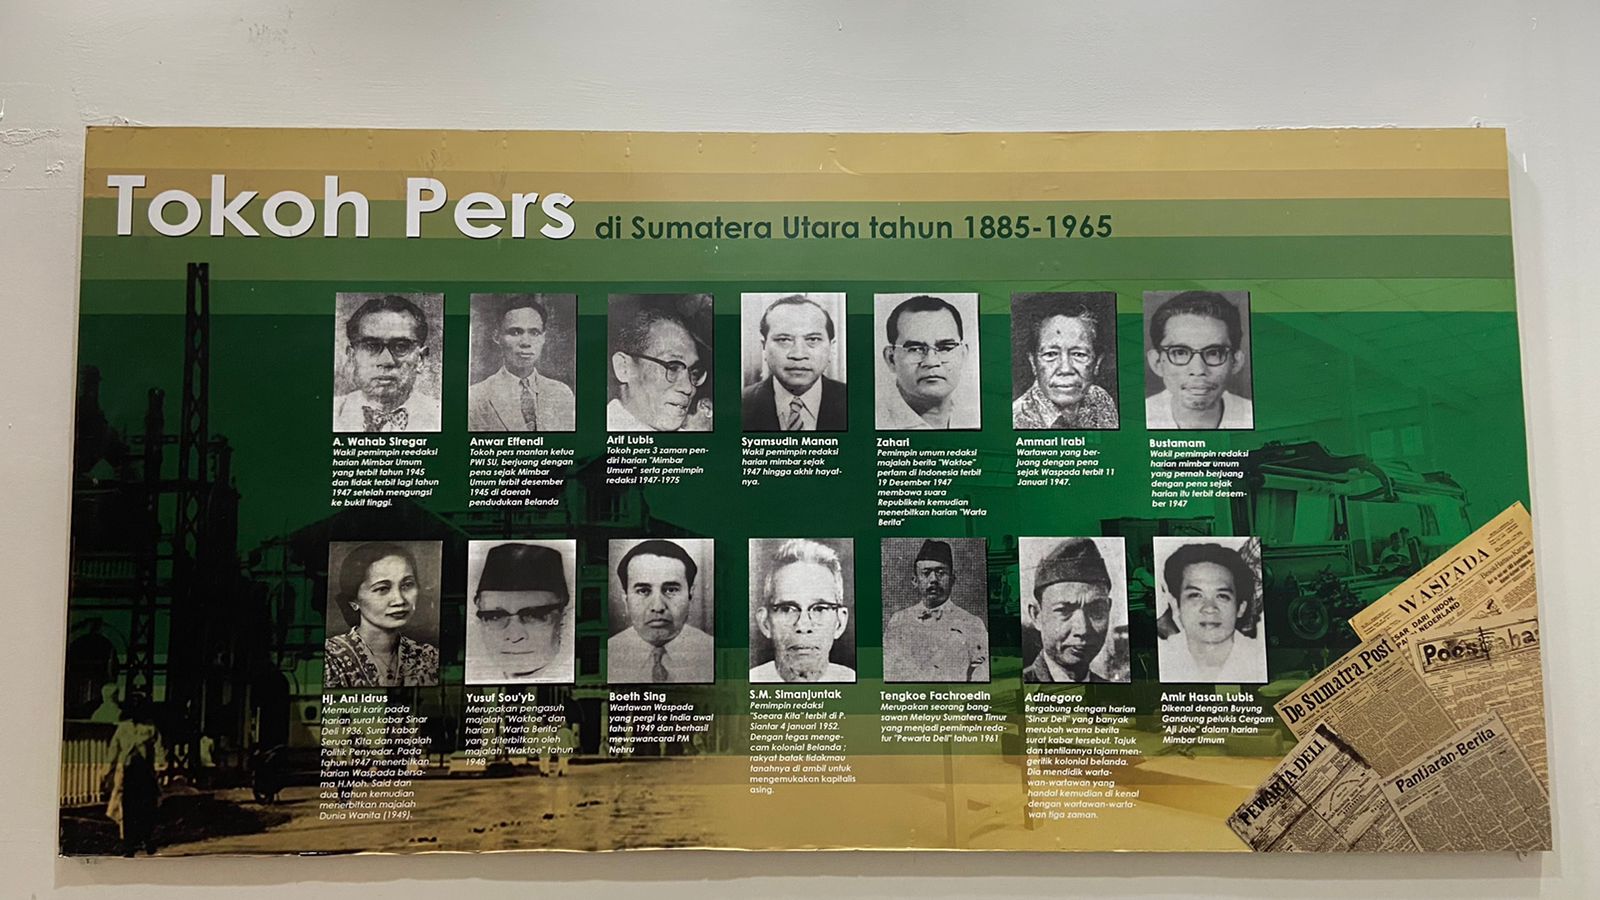 Tokoh Pers di Sumatera Utara tahun 1885-1965
A. Wahab Siregar
Wakil pemimpin reedaksi
harian Mimbar Umum
yang terbit tahun 1945
dan tidak terbit lagi tahun
1947 setelah mengungsi
ke bukit tinggi.
Anwar Effendi
Tokoh pers mantan ketua
PWI SU, berjuang dengan
pena sejak Mimbar
Umum terbit desember
1945 di daerah
pendudukan Belanda
Arif Lubis
Tokoh pers 3 zaman pen-
diri harian "Mimbar
Umum" serta pemimpin
redaksi 1947-1975
Syamsudin Manan
Wakil pemimpin redaksi
harian mimbar sejak
1947 hingga akhir hayat-
nya.
Zahari
Pemimpin umum redaksi
majalah berita "Waktoe"
pertam di Indonesia terbit
19 Desember 1947
membawa suara
Republikein kemudian
menerbitkan harian "Warta
Berita"
Ammari Irabi
Wartawan yang ber-
juang dengan pena
sejak Waspada terbit 11
Januari 1947.
Bustamam
Wakil pemimpin redaksi
harian mimbar umum
yang pernah berjuang
dengan pena sejak
harian itu terbit desem-
ber 1947
Hj. Ani Idrus
Memulai karir pada
harian surat kabar Sinar
Deli 1936, Surat kabar
Seruan Kita dan majalah
Politik Penyedar. Pada
tahun 1947 menerbitkan
harian Waspada bersa-
ma H.Moh. Said dan
dua tahun kemudian
menerbitkan majalah
Dunia Wanita (1949).
Yusuf Sou'yb
Merupakan pengasuh
majalah "Waktoe" dan
harian "Warta Berita"
yang diterbitkan oleh
majalah "Waktoe" tahun
1948
Boeth Sing
Wartawan Waspada
yang pergi ke India awal
tahun 1949 dan berhasil
mewawancarai PM
Nehru
S.M. Simanjuntak
Pemimpin redaksi
"Soeara Kita" terbit di P.
Siantar 4 januari 1952.
Dengan tegas menge-
cam kolonial Belanda ;
rakyat batak tidakmau
tanahnya di ambil untuk
mengemukakan kapitalis
asing.
Tengkoe Fachroedin
Merupakan seorang bang-
sawan Melayu Sumatra Timur
yang menjadi pemimpin reda-
tur "Pewarta Deli" tahun 1961
Adinegoro
Bergabung dengan harian
"Sinar Deli" yang banyak
merubah warna berita
surat kabar tersebut. Tajuk
dan sentilannya tajam men-
geritik kolonial belanda.
Dia mendidik warta-
wan-wartawan yang
handal kemudian di kenal
dengan wartawan-warta-
wan tiga zaman.
Amir Hasan Lubis
Dikenal dengan Buyung
Gandrung pelukis Cergam
"Aji Jole" dalam harian
Mimbar Umum
WASPADA
DARI INDON.
NEDERLAND
De Sumatra Post
PEWARTA-DELI
Pantjaran-Berita